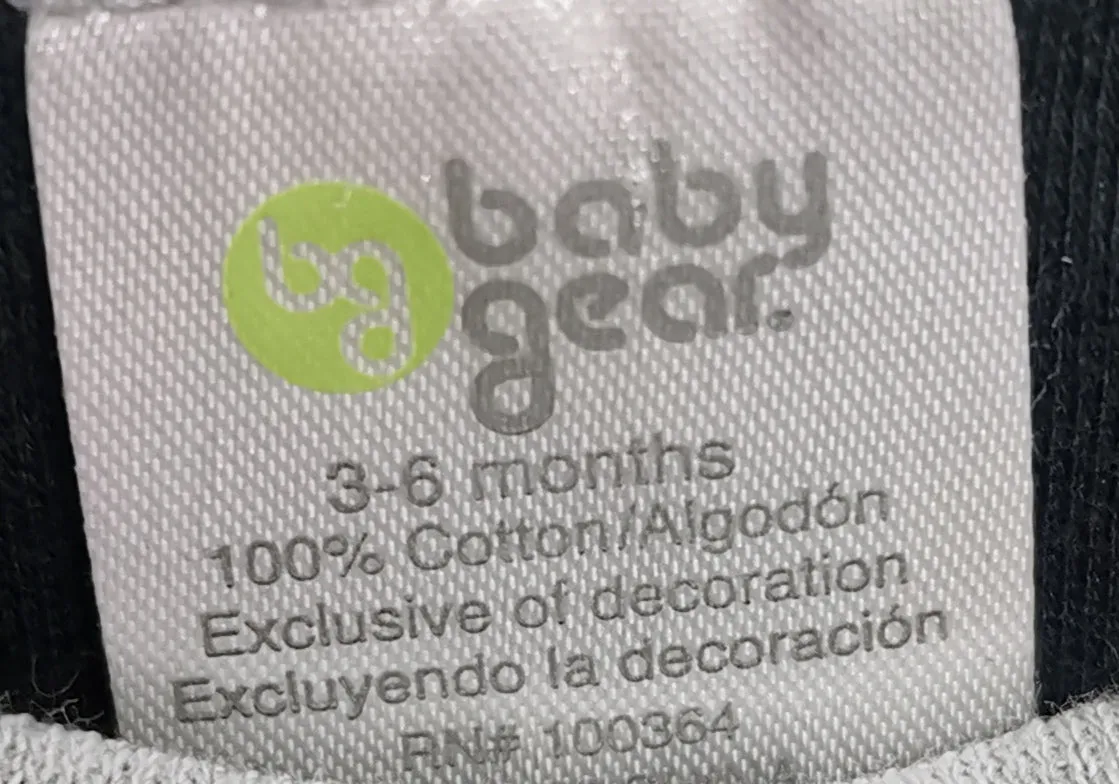 bg
baby
gear.
3-6 months
100% Cotton/Algodón
Exclusive of decoration
Excluyendo la decoración
RN# 100364